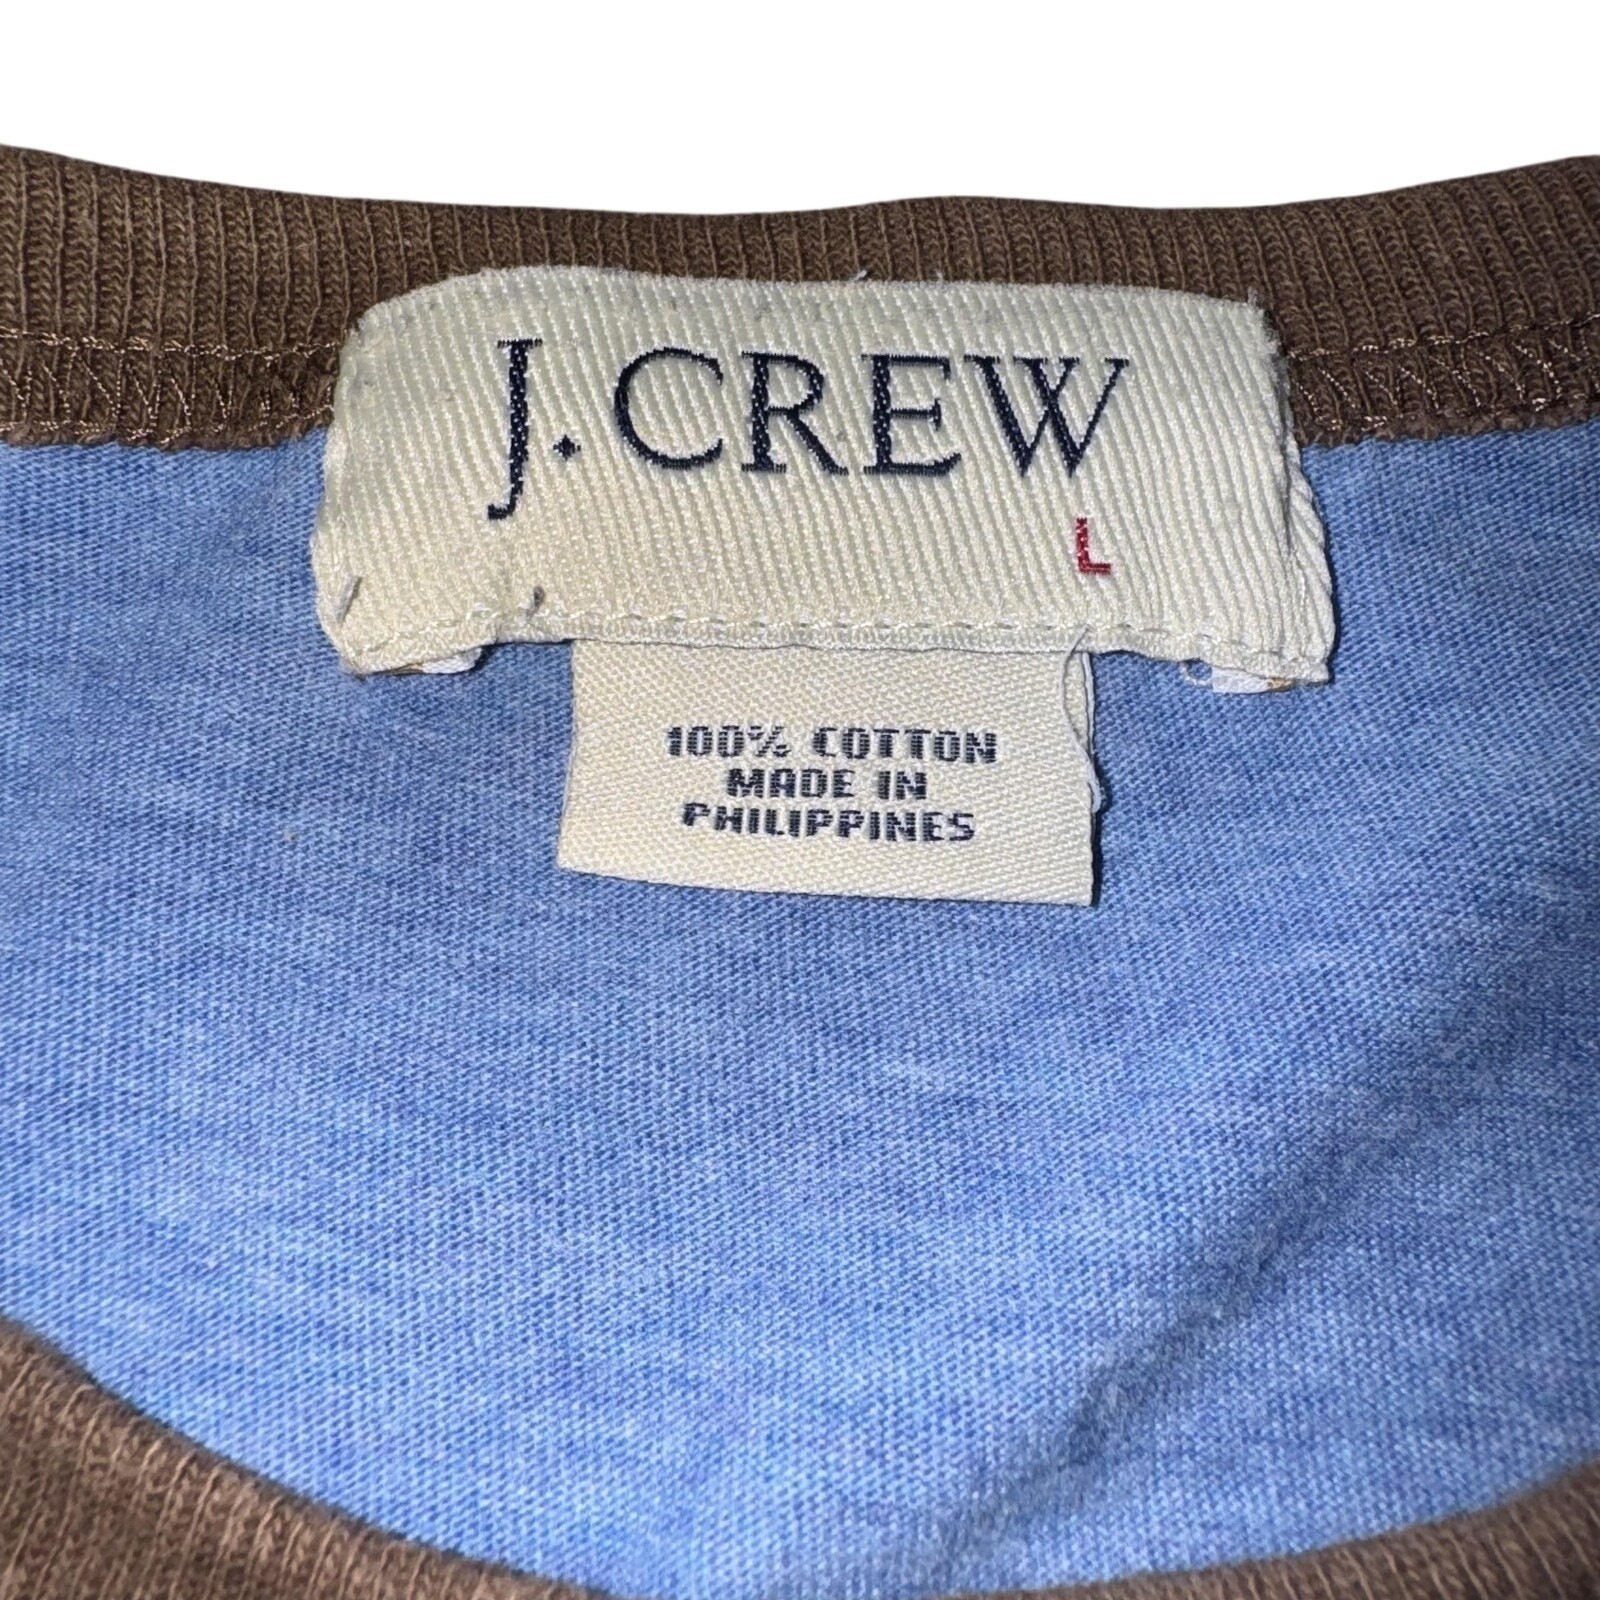 J.CREW
L
100% COTTON
MADE IN
PHILIPPINES